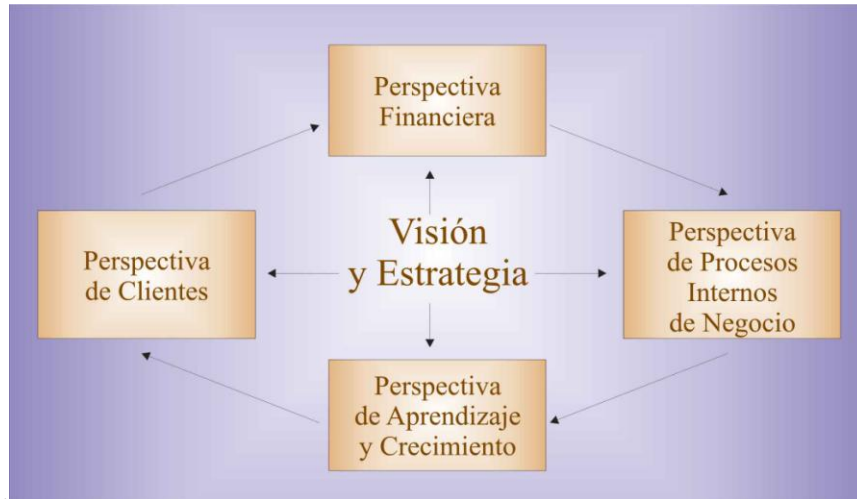 Perspectiva
Financiera
Perspectiva
de Clientes
Visión
y Estrategia
Perspectiva
de Procesos
Internos
de Negocio
Perspectiva
de Aprendizaje
y Crecimiento